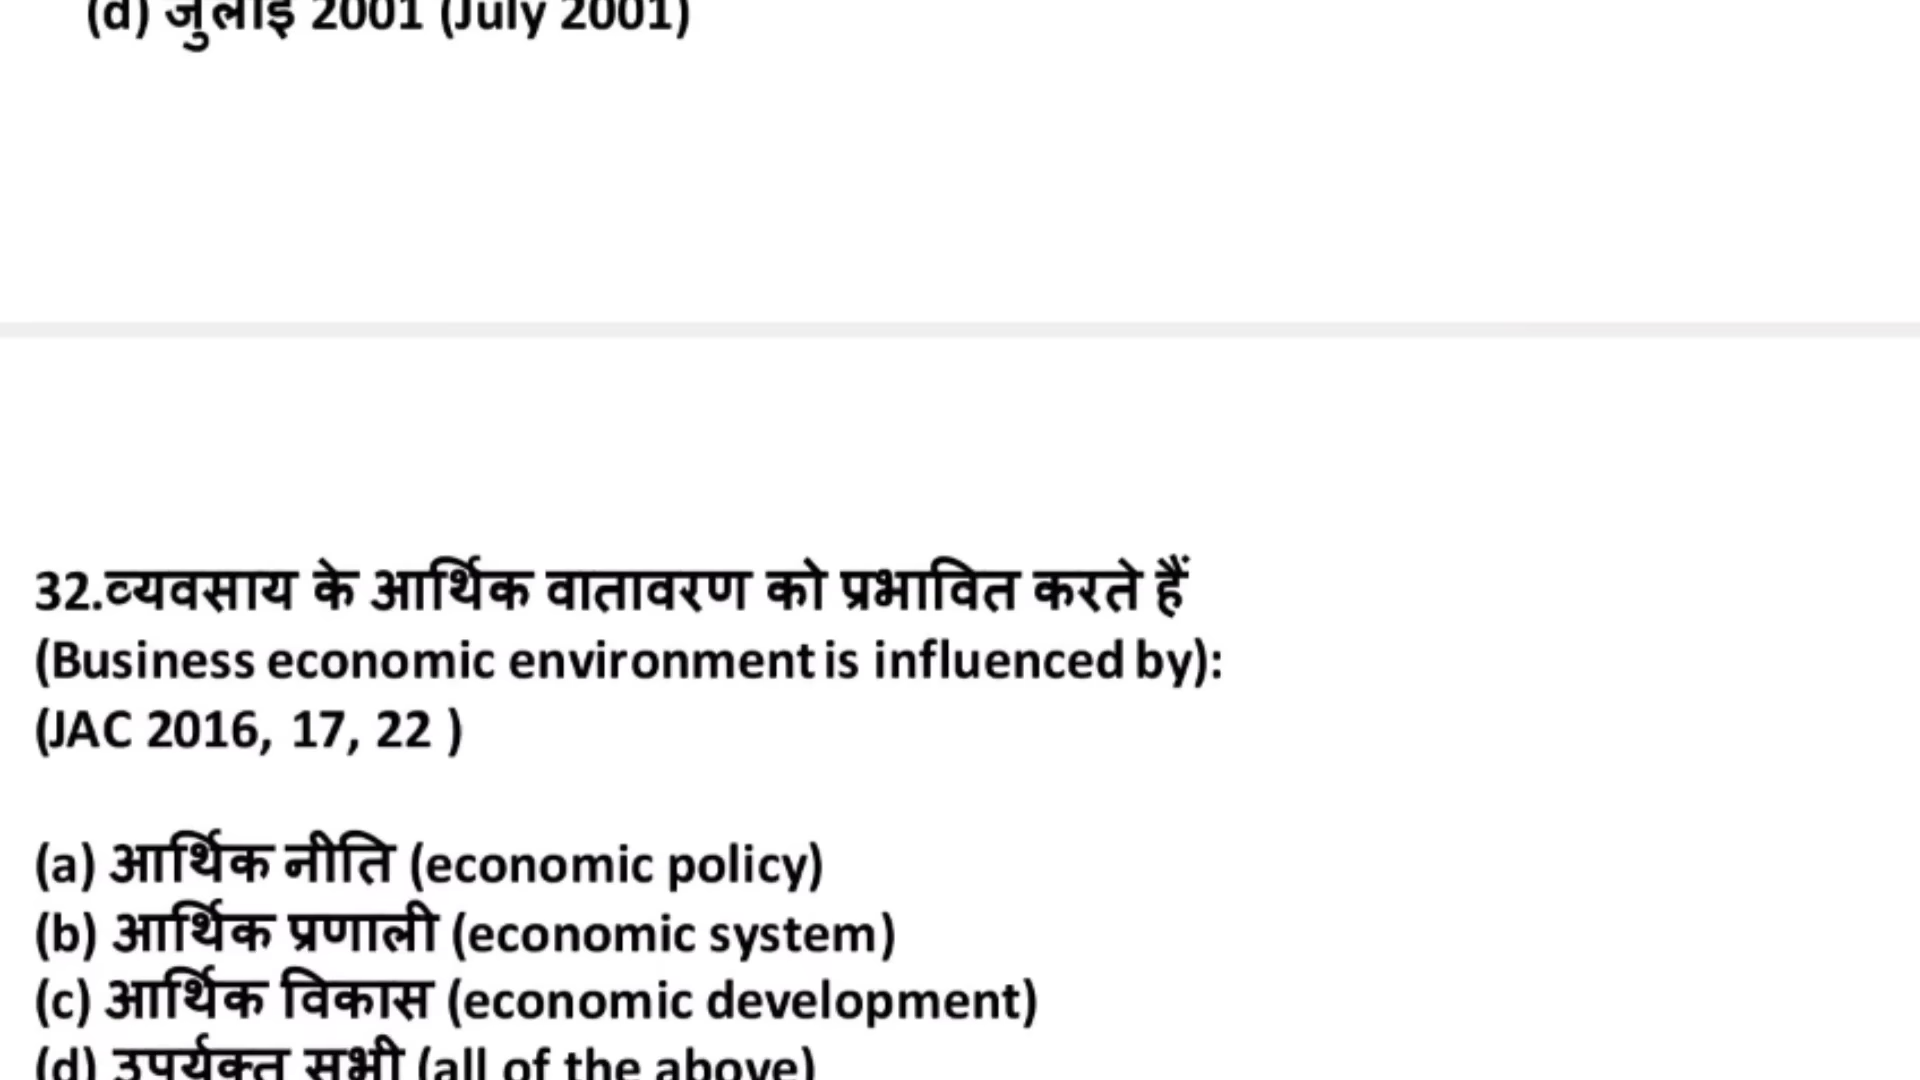 (d) जुलाई 2001 (July 2001)
32.व्यवसाय के आर्थिक वातावरण को प्रभावित करते हैं
(Business economic environment is influenced by):
(JAC 2016, 17, 22 )
(a) आर्थिक नीति (economic policy)
(b) आर्थिक प्रणाली (economic system)
(c) आर्थिक विकास (economic development)
(d) उपर्युक्त सभी (all of the above)